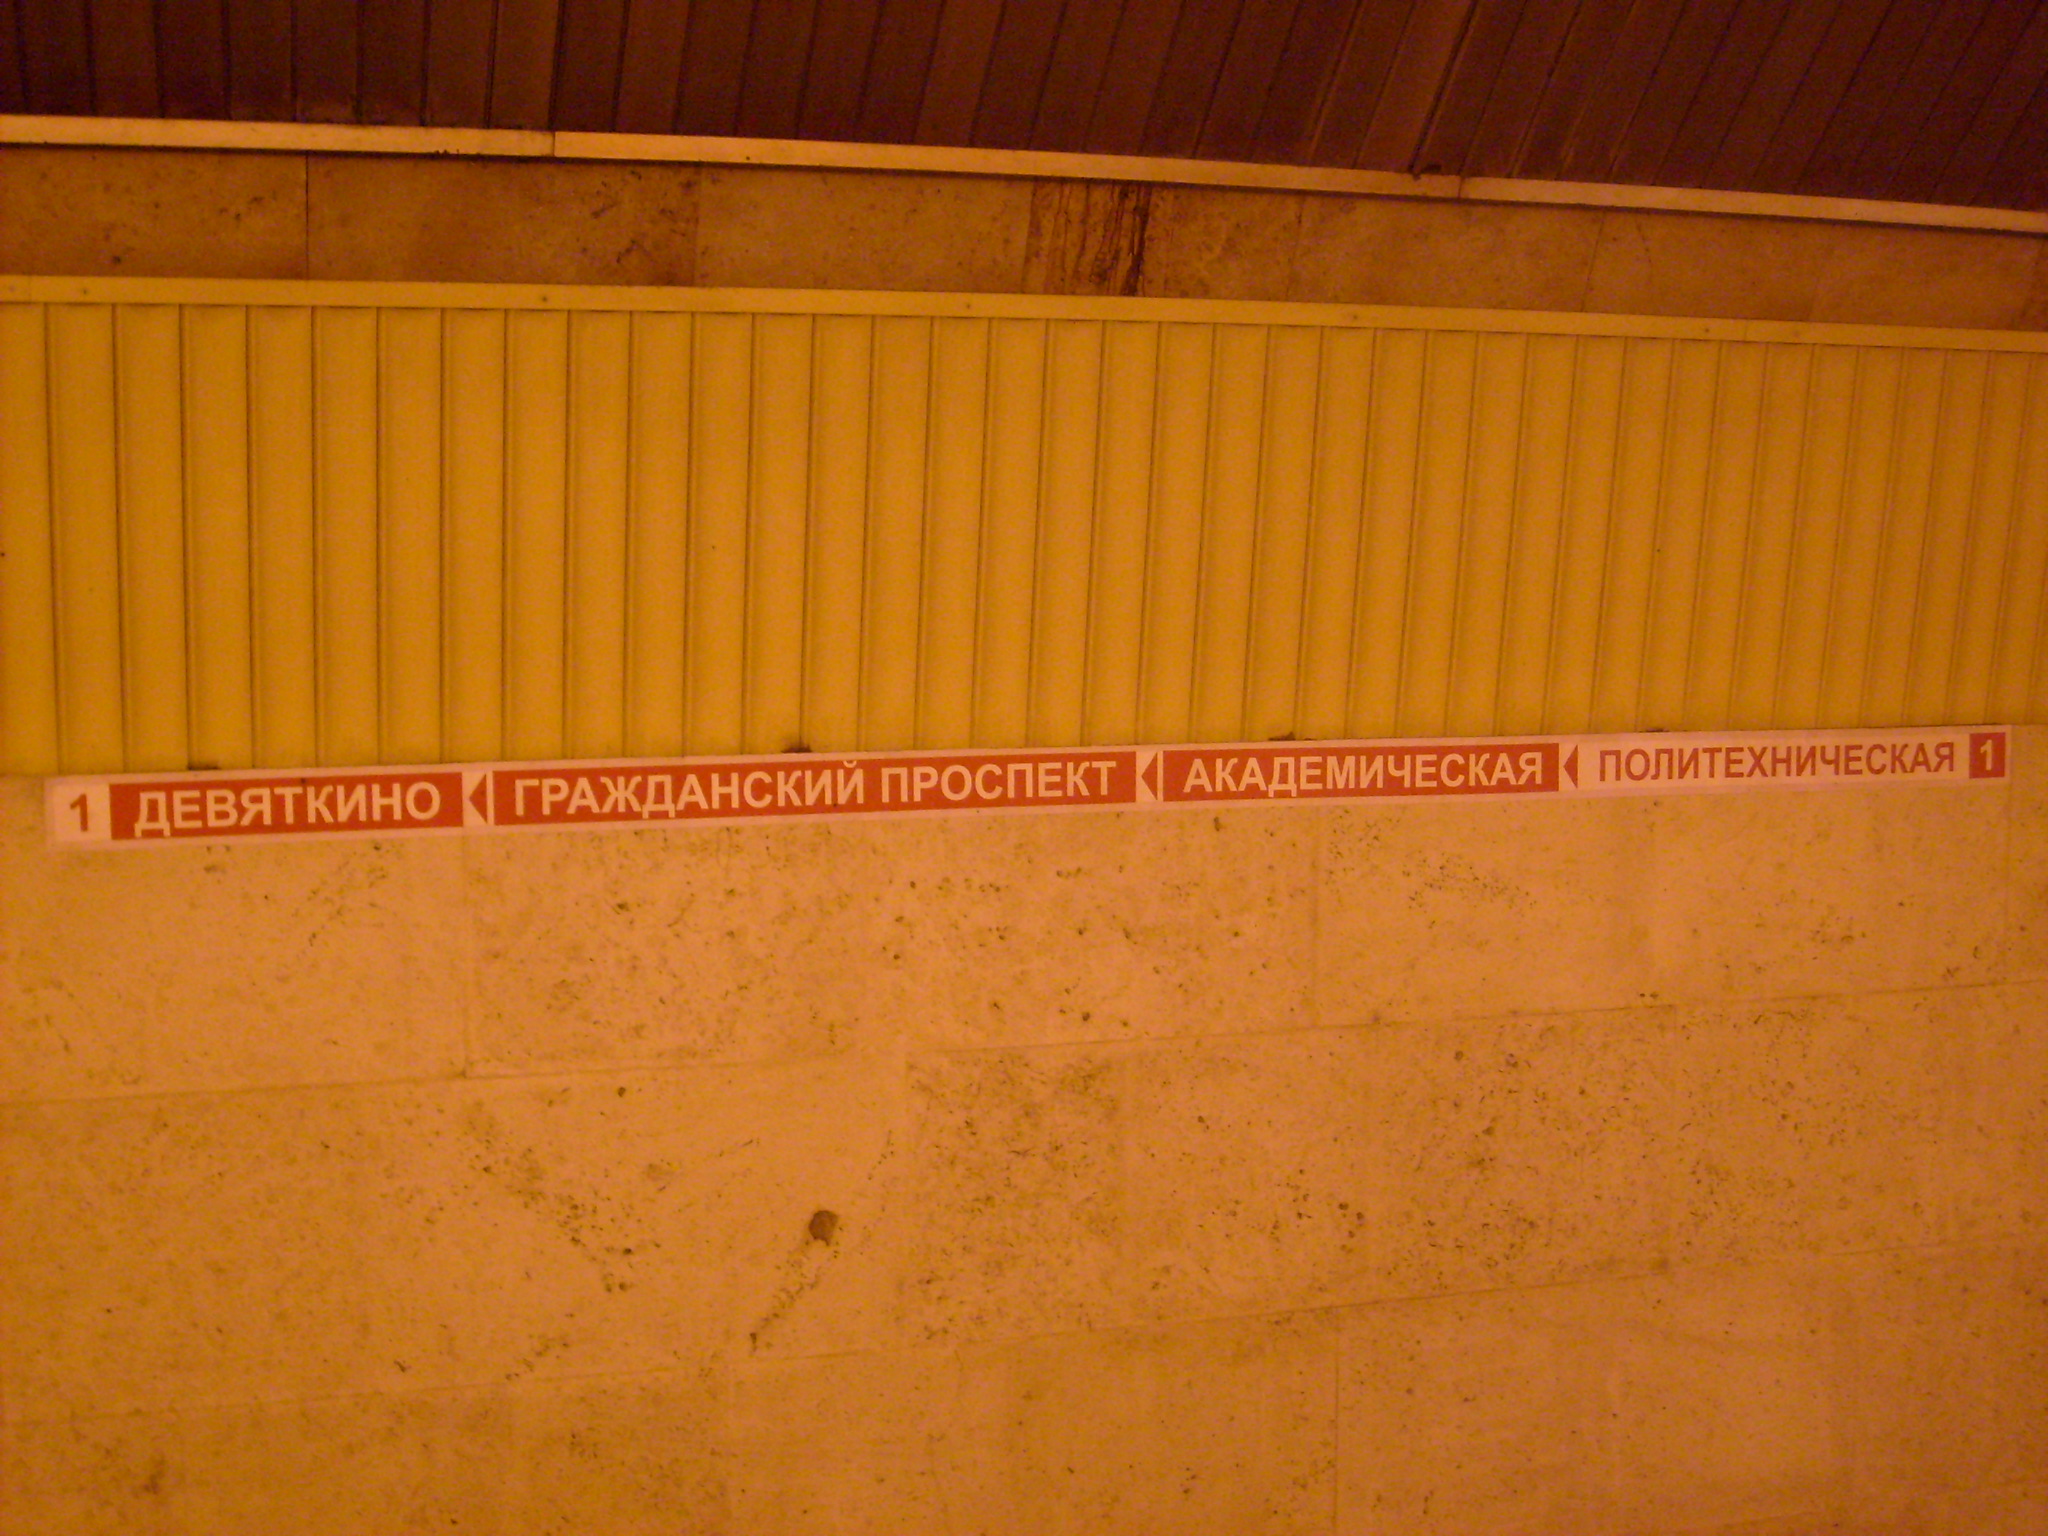 1 ДЕВЯТКИНО ГРАЖДАНСКИЙ ПРОСПЕКТ АКАДЕМИЧЕСКАЯ ПОЛИТЕХНИЧЕСКАЯ 1